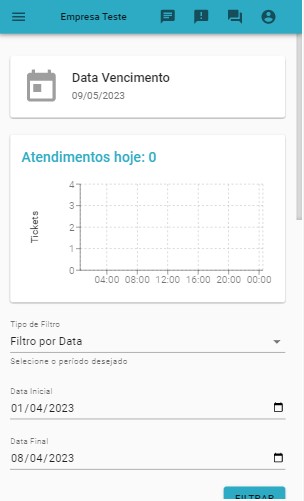 Empresa Teste
Data Vencimento
09/05/2023
Atendimentos hoje: 0
Tickets
4
3
2
1
0
04:00 08:00 12:00 16:00 20:00 00:00
Tipo de Filtro
Filtro por Data
Selecione o período desejado
Data Inicial
01/04/2023
Data Final
08/04/2023
FILTRAR